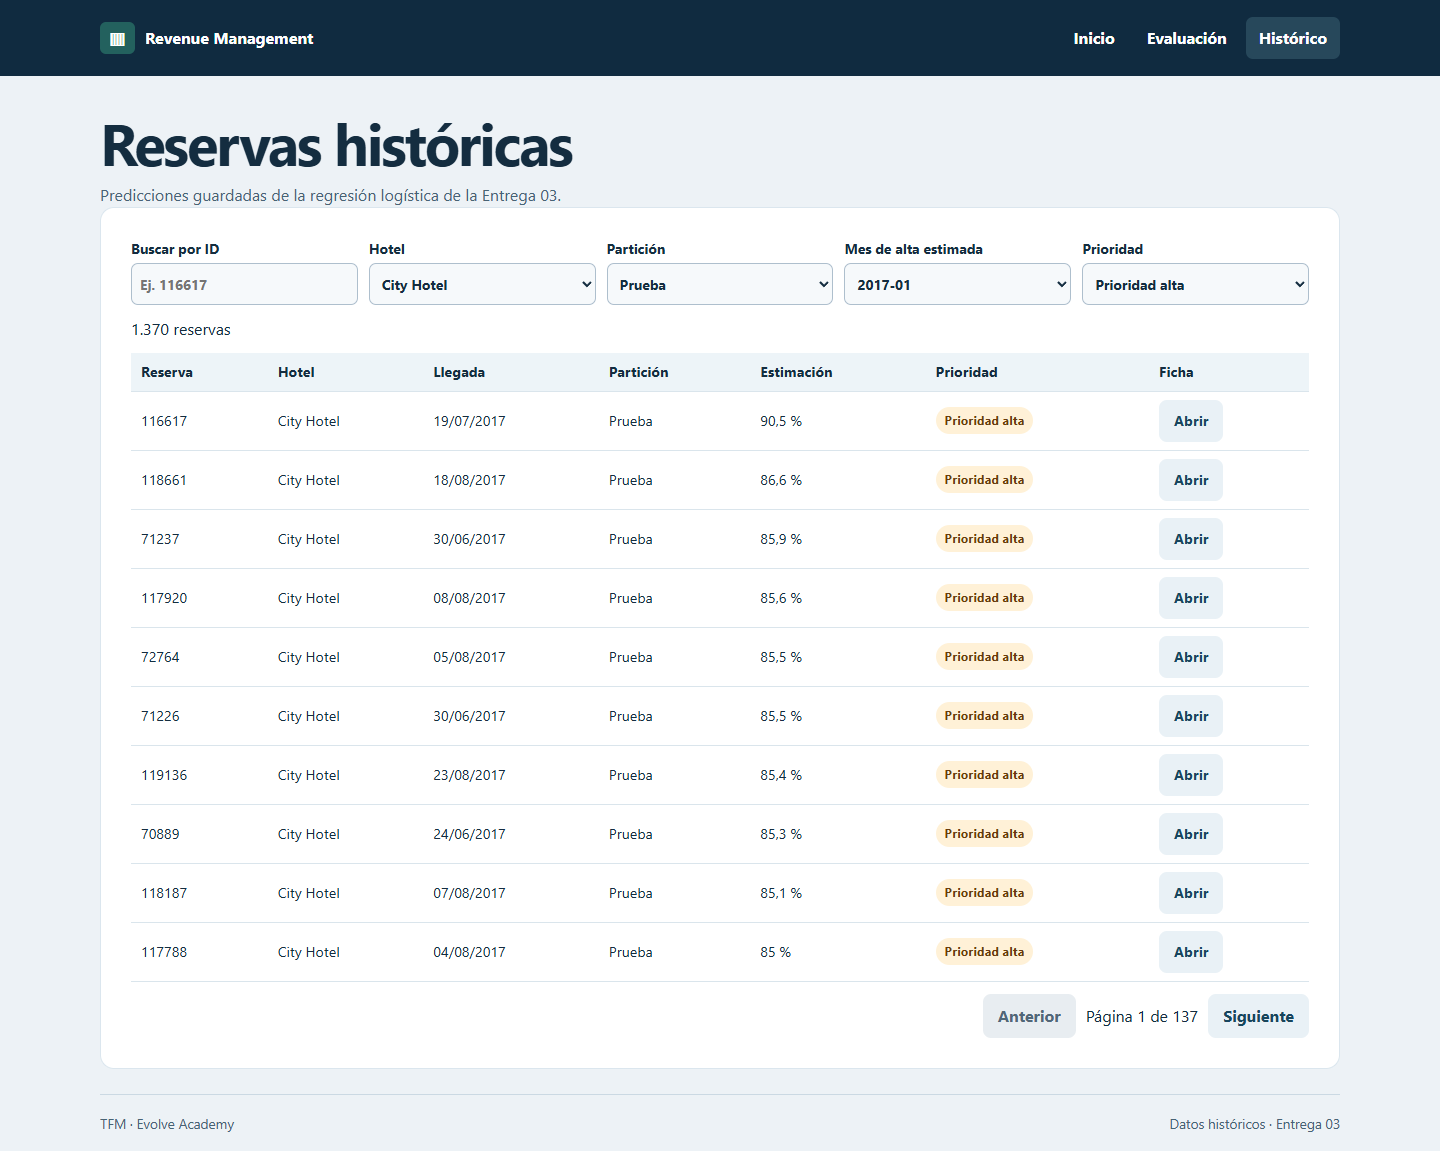 Revenue Management
Inicio Evaluación Histórico
Reservas históricas
Predicciones guardadas de la regresión logística de la Entrega 03.
Buscar por ID Hotel Partición Mes de alta estimada Prioridad
Ej. 116617 City Hotel Prueba 2017-01 Prioridad alta
1.370 reservas
Reserva Hotel Llegada Partición Estimación Prioridad Ficha
116617 City Hotel 19/07/2017 Prueba 90,5 % Prioridad alta Abrir
118661 City Hotel 18/08/2017 Prueba 86,6 % Prioridad alta Abrir
71237 City Hotel 30/06/2017 Prueba 85,9 % Prioridad alta Abrir
117920 City Hotel 08/08/2017 Prueba 85,6 % Prioridad alta Abrir
72764 City Hotel 05/08/2017 Prueba 85,5 % Prioridad alta Abrir
71226 City Hotel 30/06/2017 Prueba 85,5 % Prioridad alta Abrir
119136 City Hotel 23/08/2017 Prueba 85,4 % Prioridad alta Abrir
70889 City Hotel 24/06/2017 Prueba 85,3 % Prioridad alta Abrir
118187 City Hotel 07/08/2017 Prueba 85,1 % Prioridad alta Abrir
117788 City Hotel 04/08/2017 Prueba 85 % Prioridad alta Abrir
Anterior Página 1 de 137 Siguiente
TFM · Evolve Academy Datos históricos · Entrega 03